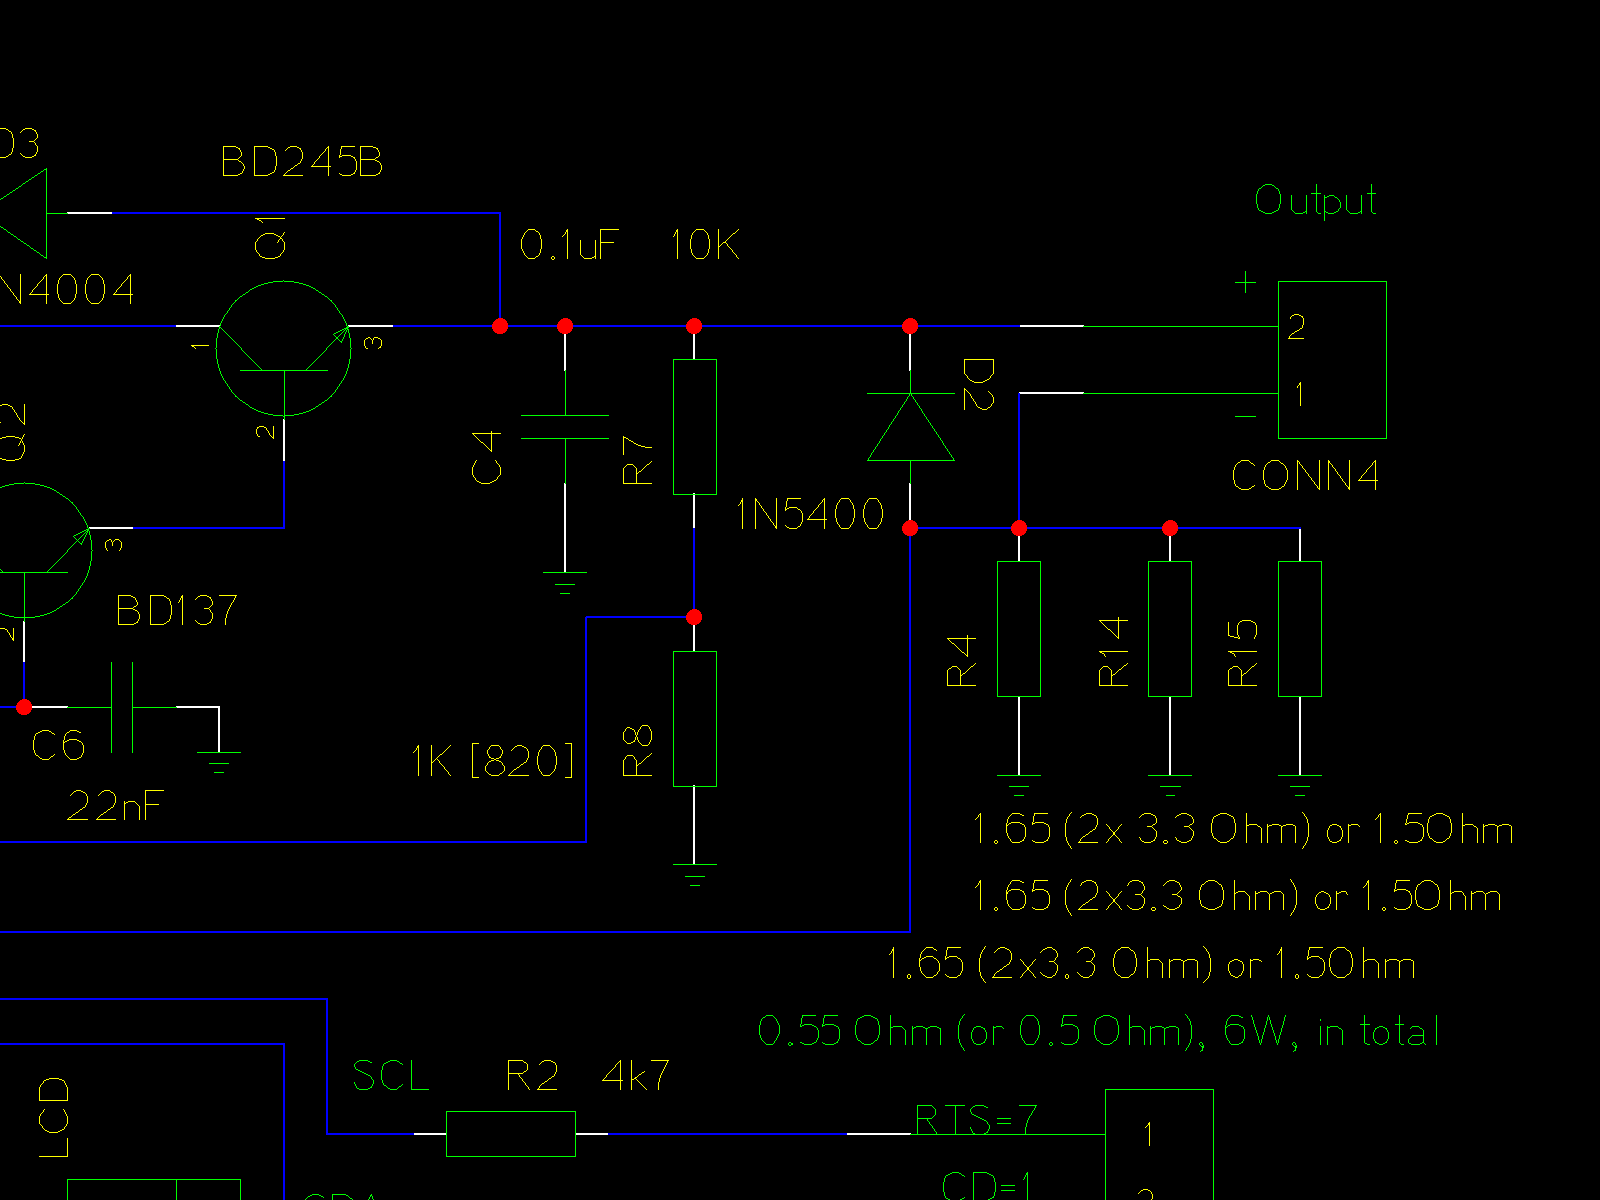 D3
BD245B
Q1
Output
0.1uF
10K
N4004
+
1
3
2
2
1
D2
Q2
2
C4
R7
CONN4
1N5400
3
BD137
2
R4
R14
R15
C6
1K [820]
R8
22nF
1.65 (2x 3.3 Ohm) or 1.5Ohm
1.65 (2x3.3 Ohm) or 1.5Ohm
1.65 (2x3.3 Ohm) or 1.5Ohm
0.55 Ohm (or 0.5 Ohm), 6W, in total
SCL
R2
4k7
LCD
RTS=7
1
CD=1
2